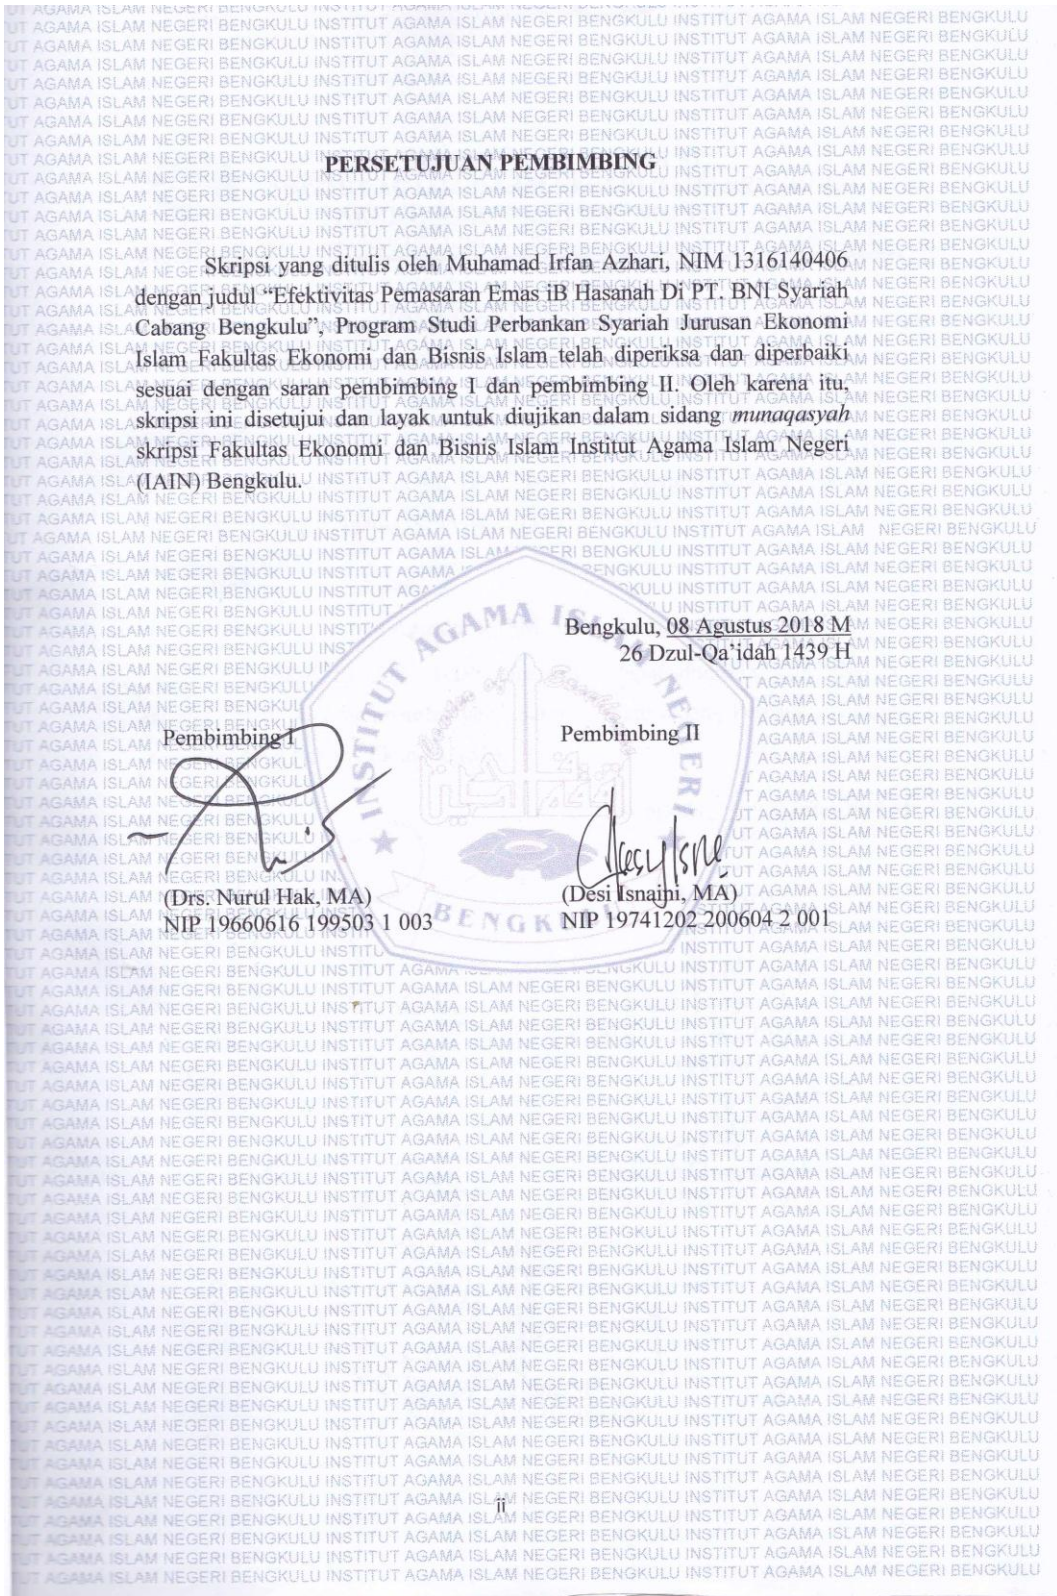 PERSETUJUAN PEMBIMBING
Skripsi yang ditulis oleh Muhamad Irfan Azhari, NIM 1316140406
dengan judul “Efektivitas Pemasaran Emas iB Hasanah Di PT. BNI Syariah
Cabang Bengkulu”, Program Studi Perbankan Syariah Jurusan Ekonomi
Islam Fakultas Ekonomi dan Bisnis Islam telah diperiksa dan diperbaiki
sesuai dengan saran pembimbing I dan pembimbing II. Oleh karena itu,
skripsi ini disetujui dan layak untuk diujikan dalam sidang munaqasyah
skripsi Fakultas Ekonomi dan Bisnis Islam Institut Agama Islam Negeri
(IAIN) Bengkulu.
INSTITUT AGAMA ISLAM NEGERI
BENGKULU
Bengkulu, 08 Agustus 2018 M
26 Dzul-Qa’idah 1439 H
Pembimbing I
Pembimbing II
(Drs. Nurul Hak, MA)
(Desi Isnaini, MA)
NIP 19660616 199503 1 003
NIP 19741202 200604 2 001
ii